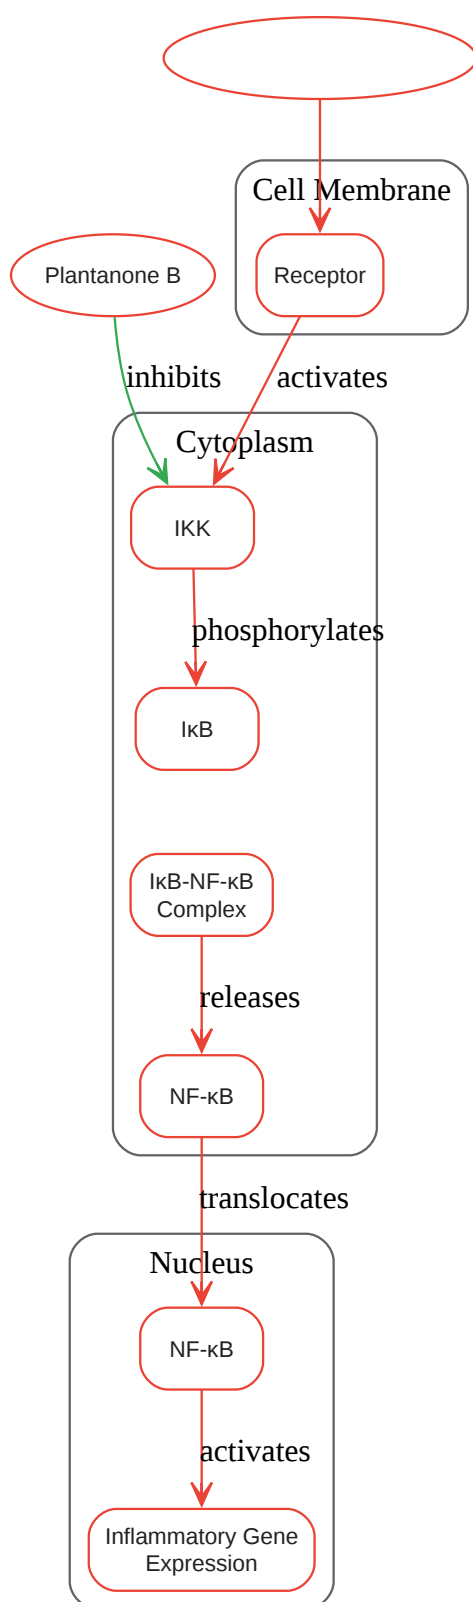 Cell Membrane
Receptor
Plantanone B
inhibits
activates
Cytoplasm
IKK
phosphorylates
IκB
IκB-NF-κB
Complex
releases
NF-κB
translocates
Nucleus
NF-κB
activates
Inflammatory Gene
Expression